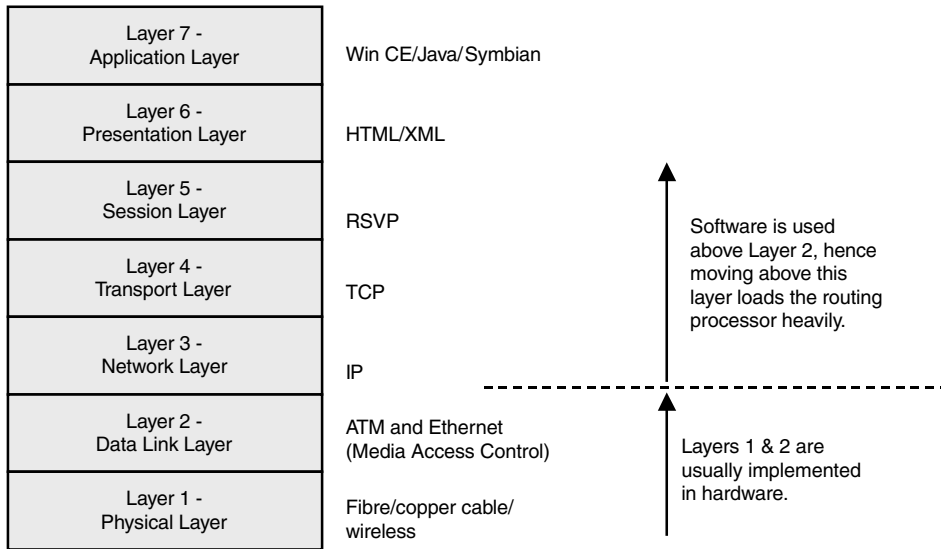 Layer 7 -
Application Layer
Win CE/Java/Symbian
Layer 6 -
Presentation Layer
HTML/XML
Layer 5 -
Session Layer
RSVP
Layer 4 -
Transport Layer
TCP
Layer 3 -
Network Layer
IP
Layer 2 -
Data Link Layer
ATM and Ethernet
(Media Access Control)
Layer 1 -
Physical Layer
Fibre/copper cable/
wireless
Software is used
above Layer 2, hence
moving above this
layer loads the routing
processor heavily.
Layers 1 & 2 are
usually implemented
in hardware.